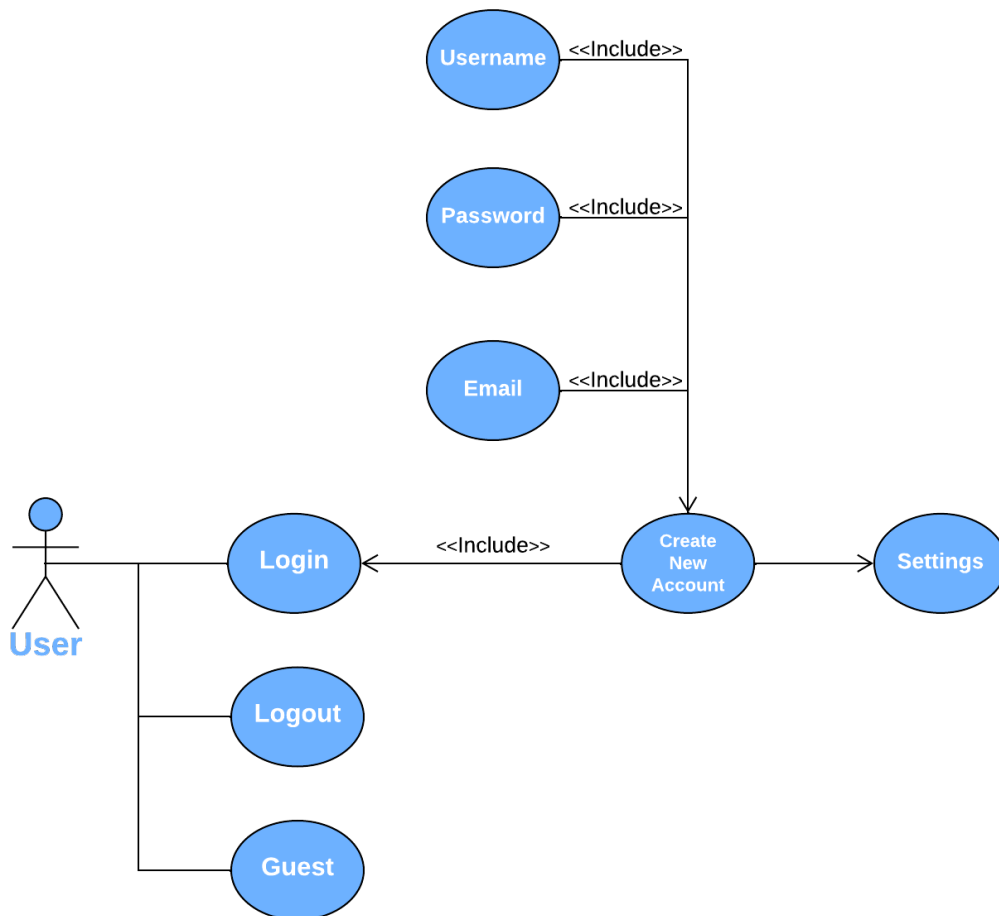 Username
<<Include>>
Password
<<Include>>
Email
<<Include>>
Login
<<Include>>
Create
New
Account
Settings
User
Logout
Guest